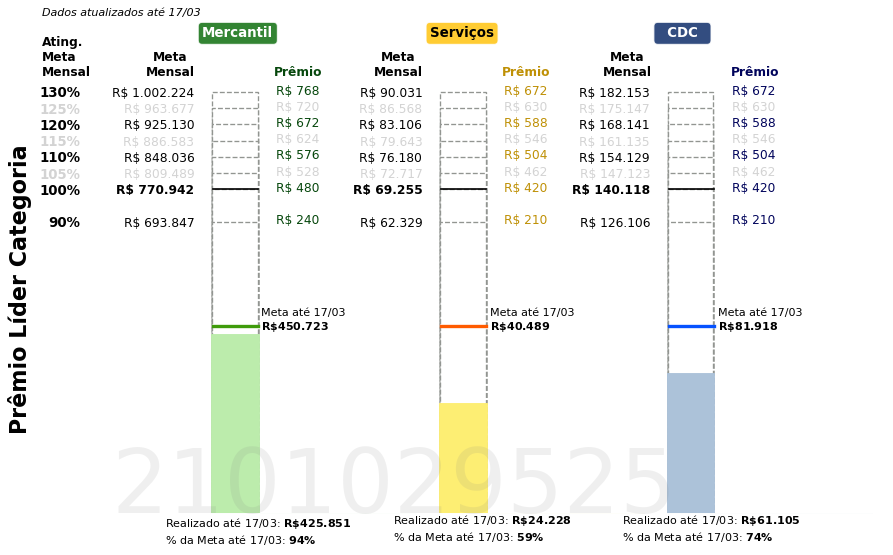 Dados atualizados até 17/03
Mercantil Serviços CDC
Ating. Meta Mensal
Meta Mensal Prêmio Meta Mensal Prêmio Meta Mensal Prêmio
130% R$ 1.002.224 R$ 768 R$ 90.031 R$ 672 R$ 182.153 R$ 672
125% R$ 963.677 R$ 720 R$ 86.568 R$ 630 R$ 175.147 R$ 630
120% R$ 925.130 R$ 672 R$ 83.106 R$ 588 R$ 168.141 R$ 588
115% R$ 886.583 R$ 624 R$ 79.643 R$ 546 R$ 161.135 R$ 546
110% R$ 848.036 R$ 576 R$ 76.180 R$ 504 R$ 154.129 R$ 504
105% R$ 809.489 R$ 528 R$ 72.717 R$ 462 R$ 147.123 R$ 462
100% R$ 770.942 R$ 480 R$ 69.255 R$ 420 R$ 140.118 R$ 420
90% R$ 693.847 R$ 240 R$ 62.329 R$ 210 R$ 126.106 R$ 210
Prêmio Líder Categoria
Meta até 17/03 Meta até 17/03 Meta até 17/03
R$450.723 R$40.489 R$81.918
2101029525
Realizado até 17/03: R$425.851 Realizado até 17/03: R$24.228 Realizado até 17/03: R$61.105
% da Meta até 17/03: 94% % da Meta até 17/03: 59% % da Meta até 17/03: 74%